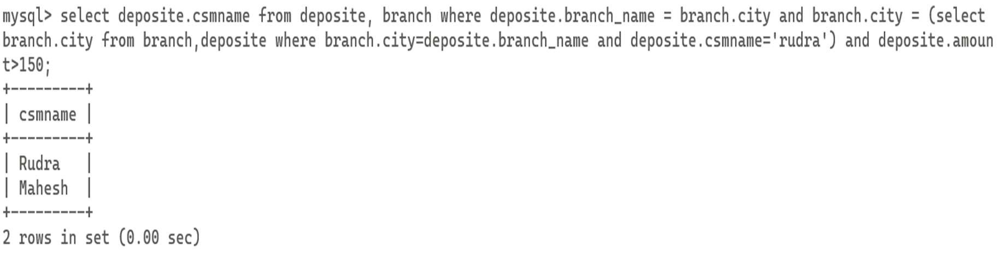 mysql> select deposite.csmname from deposite, branch where deposite.branch_name = branch.city and branch.city = (select
branch.city from branch,deposite where branch.city=deposite.branch_name and deposite.csmname='rudra') and deposite.amoun
t>150;
+---------+
| csmname |
+---------+
| Rudra   |
| Mahesh  |
+---------+
2 rows in set (0.00 sec)